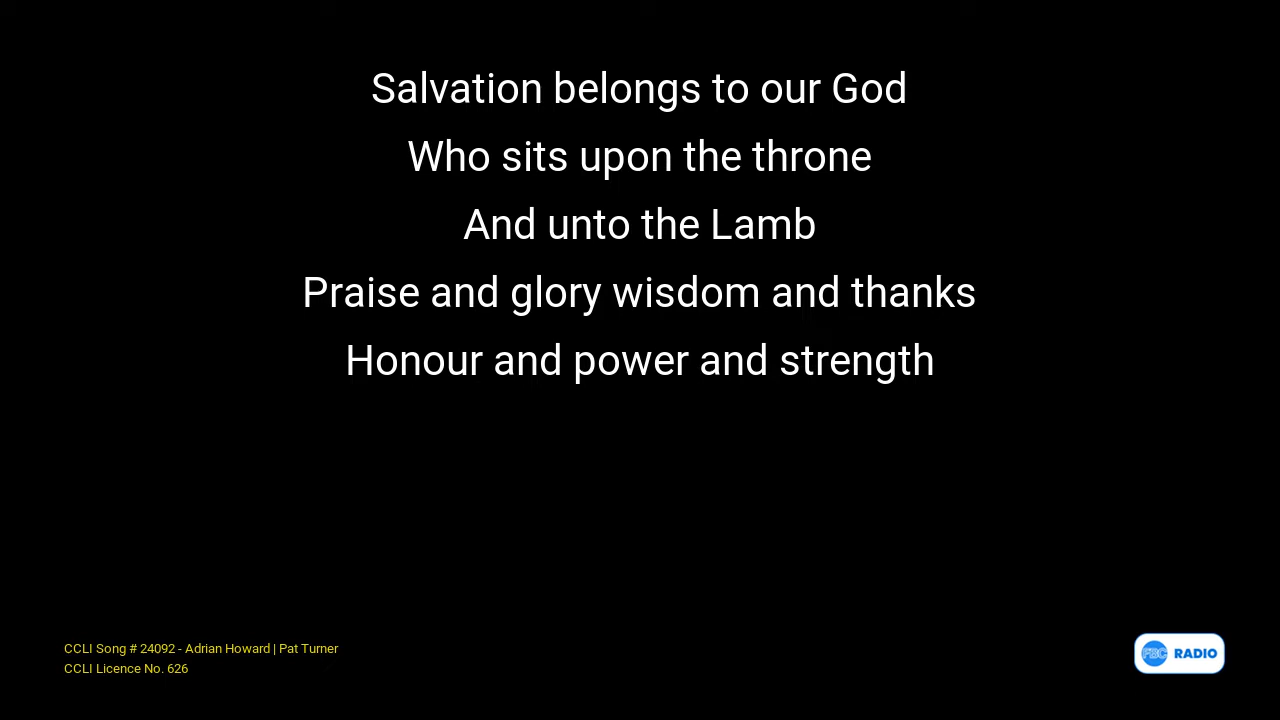 Salvation belongs to our God
Who sits upon the throne
And unto the Lamb
Praise and glory wisdom and thanks
Honour and power and strength
CCLI Song # 24092 - Adrian Howard | Pat Turner
CCLI Licence No. 626
FBC RADIO